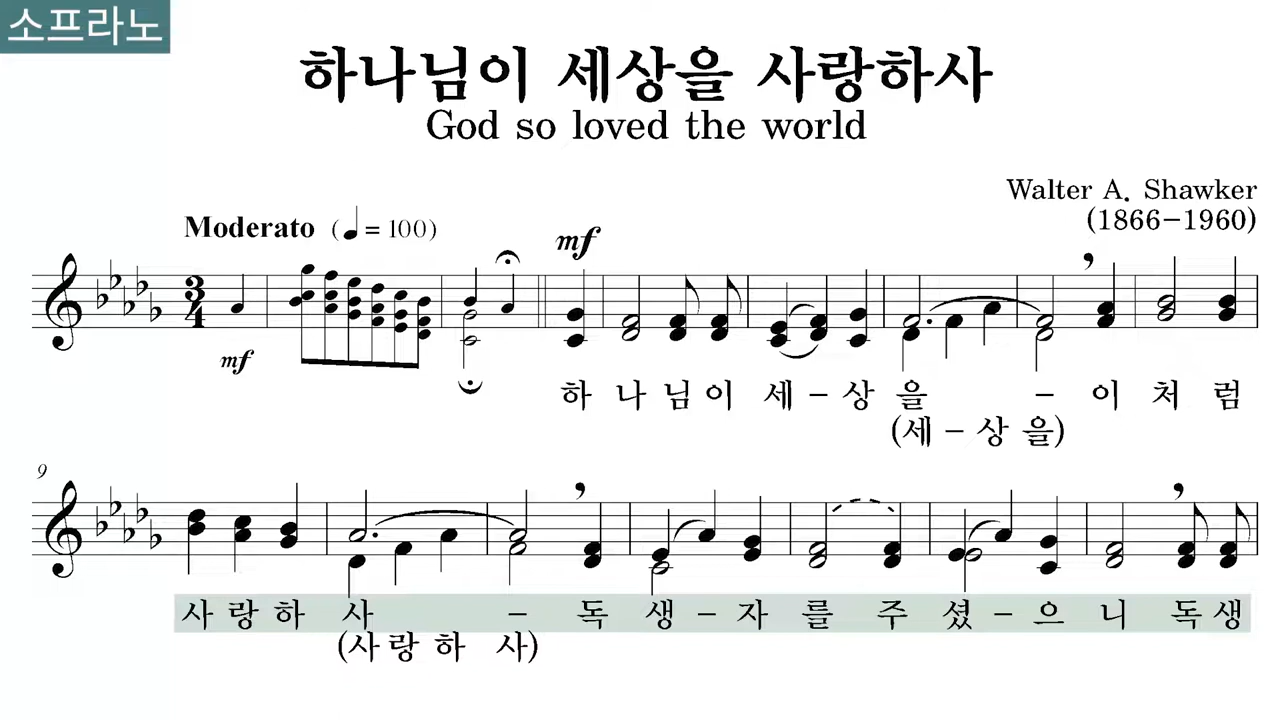 소프라노
하나님이 세상을 사랑하사
God so loved the world
Walter A. Shawker
(1866-1960)
Moderato (♩ = 100)
mf
mf
하 나 님 이 세 - 상 을 - 이 처 럼
(세 - 상 을)
9
사 랑 하 사 - 독 생 - 자 를 주 셨 - 으 니 독 생
(사 랑 하 사)